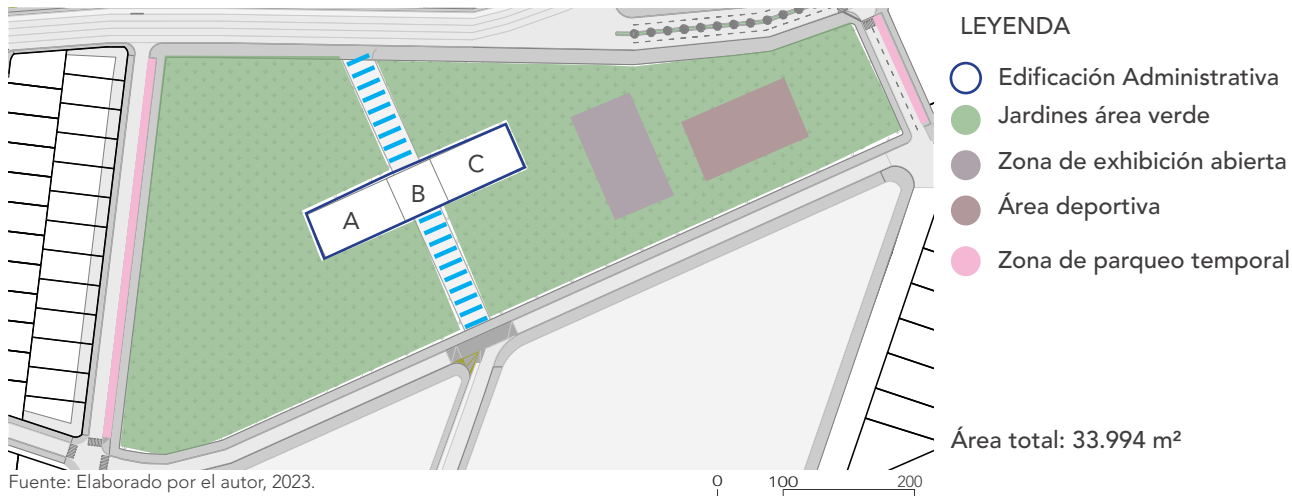 LEYENDA
Edificación Administrativa
Jardines área verde
Zona de exhibición abierta
Área deportiva
Zona de parqueo temporal
C
B
A
Área total: 33.994 m²
Fuente: Elaborado por el autor, 2023.
0 100 200